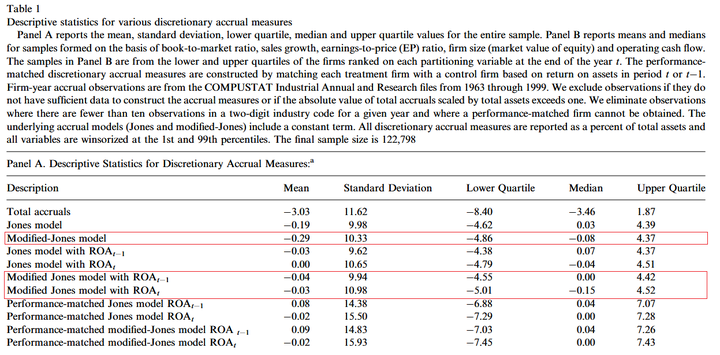 Table 1
Descriptive statistics for various discretionary accrual measures
Panel A reports the mean, standard deviation, lower quartile, median and upper quartile values for the entire sample. Panel B reports means and medians
for samples formed on the basis of book-to-market ratio, sales growth, earnings-to-price (EP) ratio, firm size (market value of equity) and operating cash flow.
The samples in Panel B are from the lower and upper quartiles of the firms ranked on each partitioning variable at the end of the year t. The performance-
matched discretionary accrual measures are constructed by matching each treatment firm with a control firm based on return on assets in period t or t−1.
Firm-year accrual observations are from the COMPUSTAT Industrial Annual and Research files from 1963 through 1999. We exclude observations if they do
not have sufficient data to construct the accrual measures or if the absolute value of total accruals scaled by total assets exceeds one. We eliminate observations
where there are fewer than ten observations in a two-digit industry code for a given year and where a performance-matched firm cannot be obtained. The
underlying accrual models (Jones and modified-Jones) include a constant term. All discretionary accrual measures are reported as a percent of total assets and
all variables are winsorized at the 1st and 99th percentiles. The final sample size is 122,798
Panel A. Descriptive Statistics for Discretionary Accrual Measures:a
Description Mean Standard Deviation Lower Quartile Median Upper Quartile
Total accruals −3.03 11.62 −8.40 −3.46 1.87
Jones model −0.19 9.98 −4.62 0.03 4.39
Modified-Jones model −0.29 10.33 −4.86 −0.08 4.37
Jones model with ROAt−1 −0.03 9.62 −4.38 0.07 4.37
Jones model with ROAt 0.00 10.65 −4.79 −0.04 4.51
Modified Jones model with ROAt−1 −0.04 9.94 −4.55 0.00 4.42
Modified Jones model with ROAt −0.03 10.98 −5.01 −0.15 4.52
Performance-matched Jones model ROAt−1 0.08 14.38 −6.88 0.04 7.07
Performance-matched Jones model ROAt −0.02 15.50 −7.29 0.00 7.28
Performance-matched modified-Jones model ROA t−1 0.09 14.83 −7.03 0.04 7.26
Performance-matched modified-Jones model ROAt −0.02 15.93 −7.45 0.00 7.43